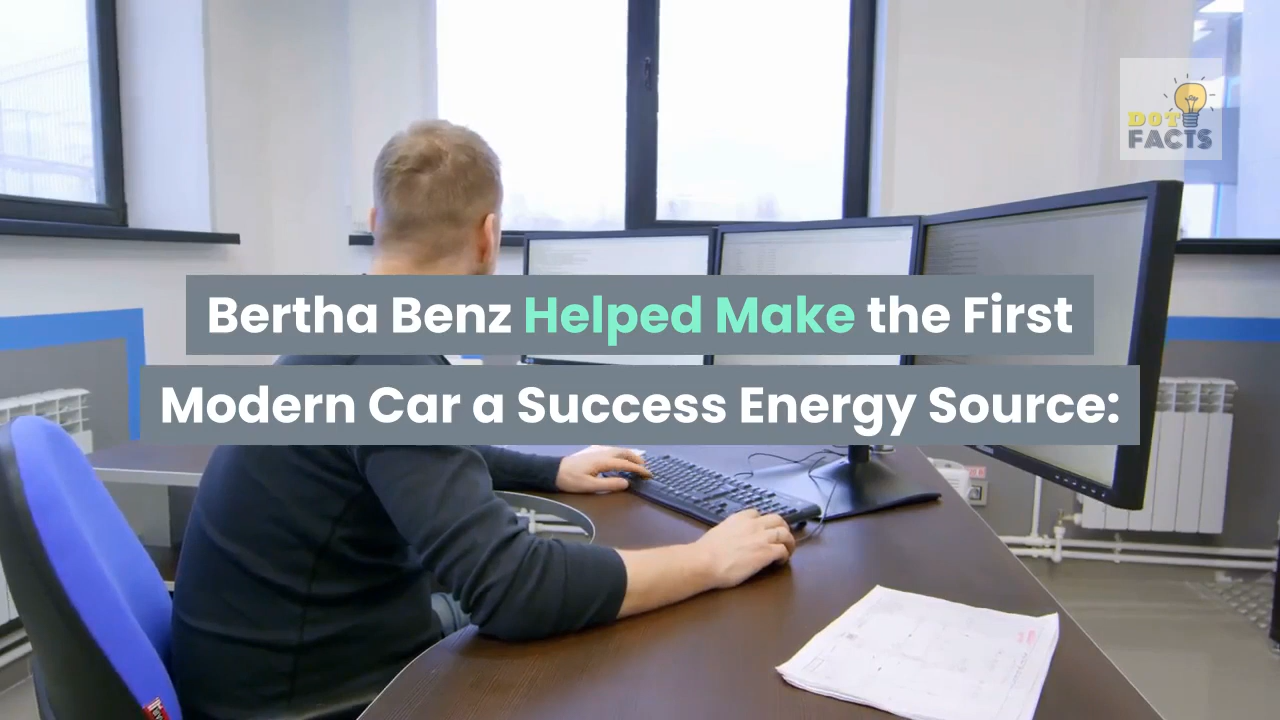 DOT
FACTS
Bertha Benz Helped Make the First
Modern Car a Success Energy Source: